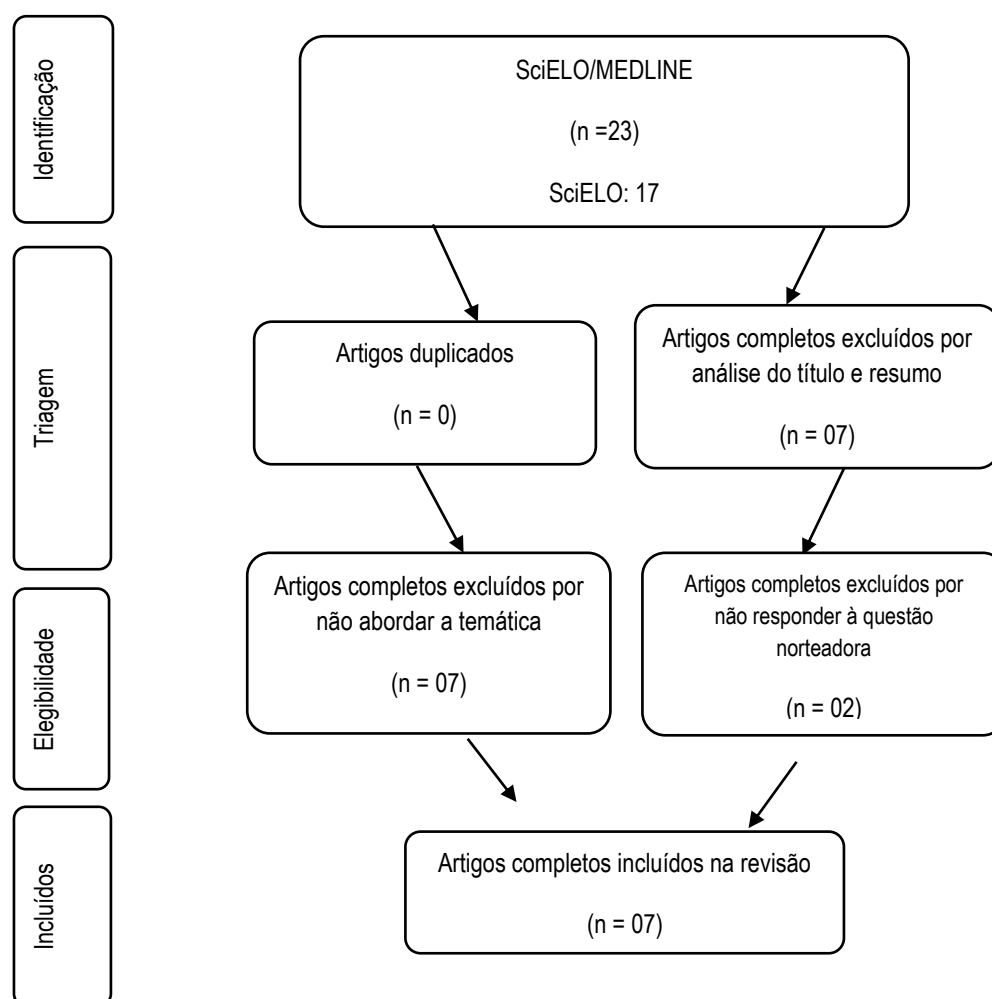 Identificação
SciELO/MEDLINE
(n =23)
SciELO: 17
Triagem
Artigos duplicados
(n = 0)
Artigos completos excluídos por
análise do título e resumo
(n = 07)
Elegibilidade
Artigos completos excluídos por
não abordar a temática
(n = 07)
Artigos completos excluídos por
não responder à questão
norteadora
(n = 02)
Incluídos
Artigos completos incluídos na revisão
(n = 07)